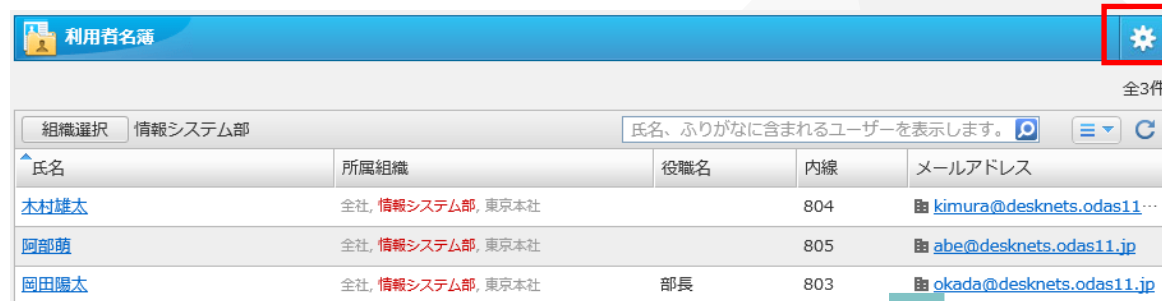 利用者名簿
全3件
組織選択 情報システム部 氏名、ふりがなに含まれるユーザーを表示します。
氏名 所属組織 役職名 内線 メールアドレス
木村雄太 全社, 情報システム部, 東京本社 804 kimura@desknets.odas11…
阿部萌 全社, 情報システム部, 東京本社 805 abe@desknets.odas11.jp
岡田陽太 全社, 情報システム部, 東京本社 部長 803 okada@desknets.odas11.jp